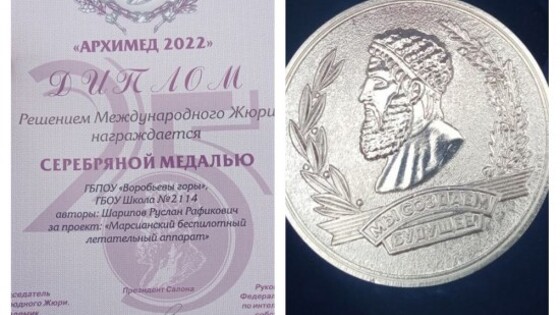 «АРХИМЕД 2022»
ДИПЛОМ
Решением Международного Жюри
награждается
СЕРЕБРЯНОЙ МЕДАЛЬЮ
25
ГБПОУ «Воробьевы горы»,
ГБОУ Школа №2114
авторы: Шарипов Руслан Рафикович
за проект: «Марсианский беспилотный
летательный аппарат»
Президент Салона
МЫ СОЗДАЕМ
БУДУЩЕЕ!